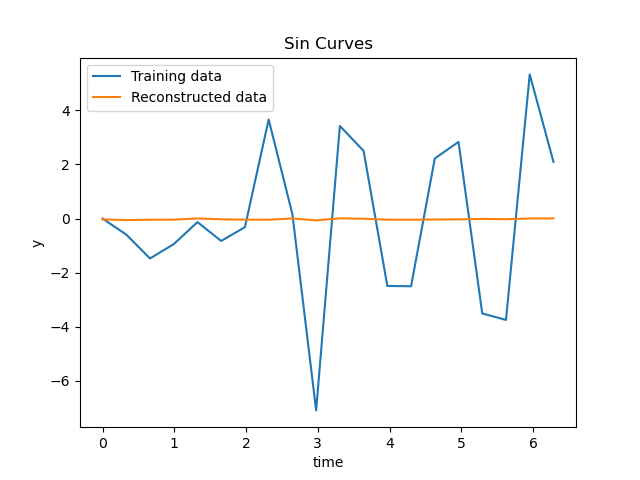 Sin Curves
Training data
Reconstructed data
4
2
0
−2
−4
−6
y
0 1 2 3 4 5 6
time